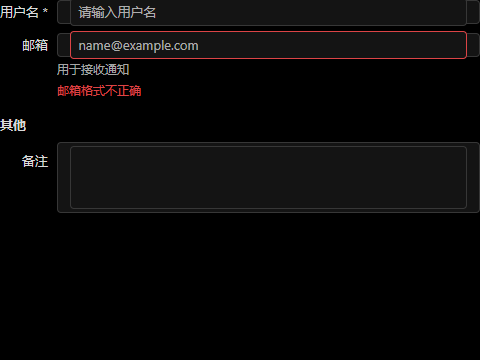 用户名 * 请输入用户名
邮箱 name@example.com
用于接收通知
邮箱格式不正确
其他
备注